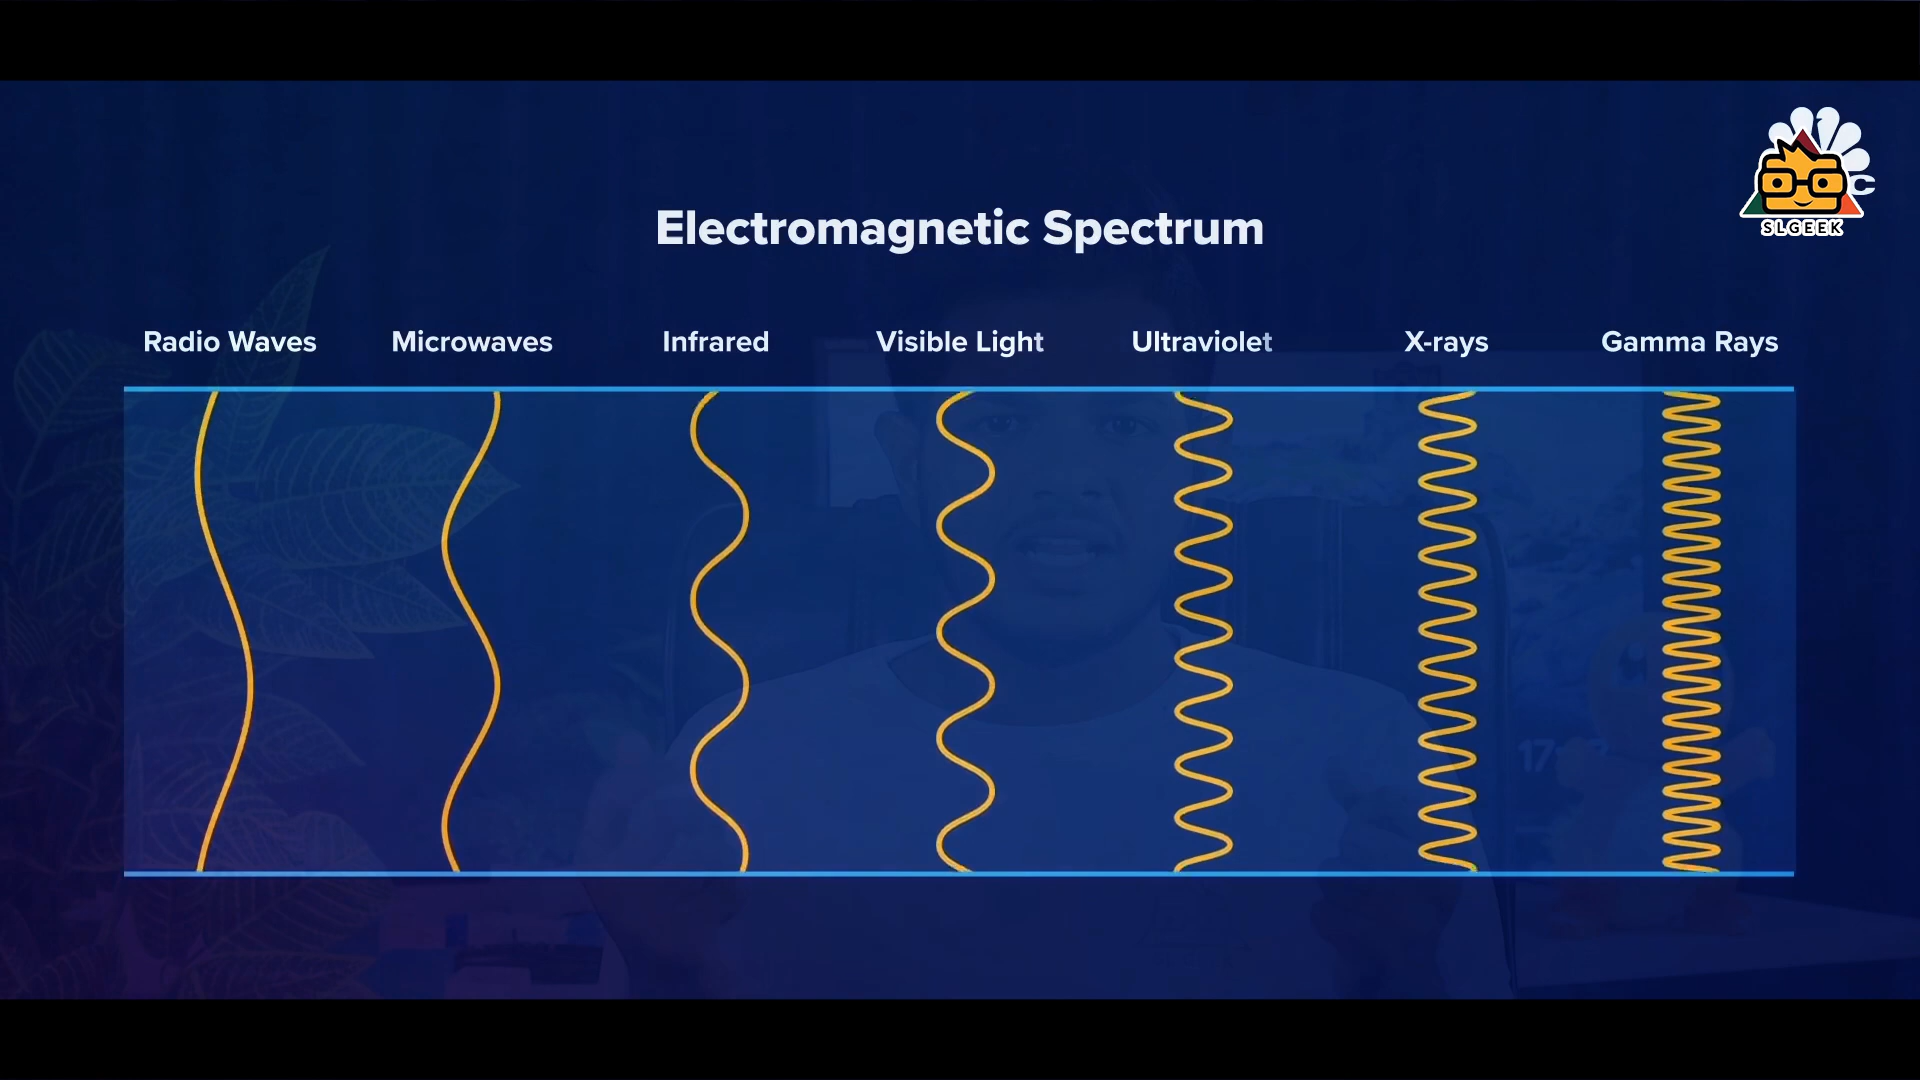 SLGEEK
Electromagnetic Spectrum
Radio Waves Microwaves Infrared Visible Light Ultraviolet X-rays Gamma Rays